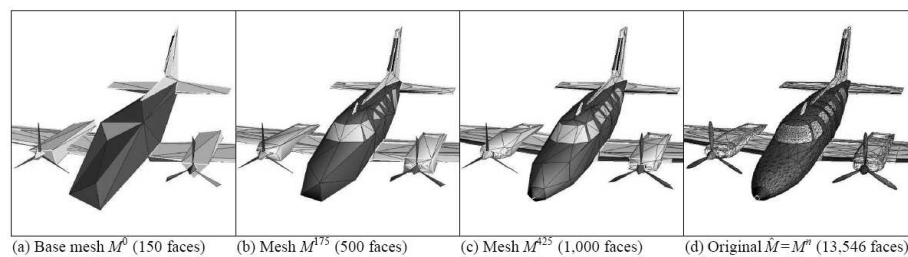 (a) Base mesh M⁰ (150 faces)
(b) Mesh M¹⁷⁵ (500 faces)
(c) Mesh M⁴²⁵ (1,000 faces)
(d) Original M̂=Mⁿ (13,546 faces)